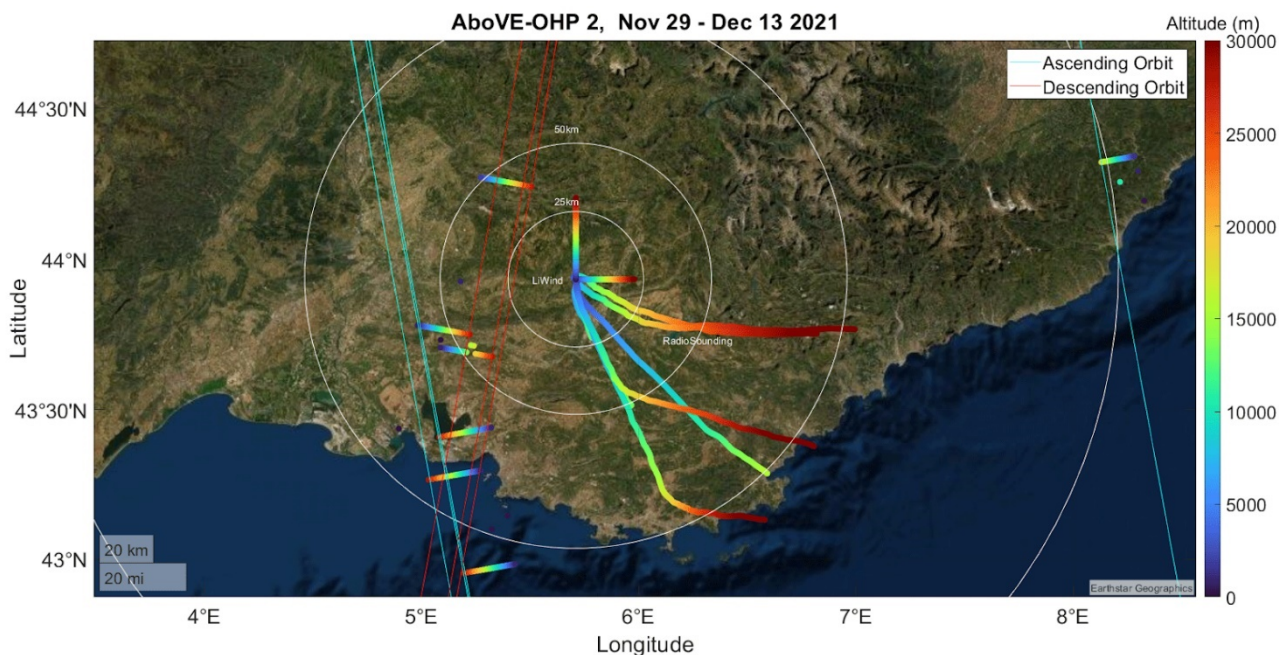 AboVE-OHP 2, Nov 29 - Dec 13 2021
Altitude (m)
Ascending Orbit
Descending Orbit
50km
25km
LiWind
RadioSounding
44°30'N
44°N
43°30'N
43°N
Latitude
4°E
5°E
6°E
7°E
8°E
Longitude
20 km
20 mi
Earthstar Geographics
30000
25000
20000
15000
10000
5000
0